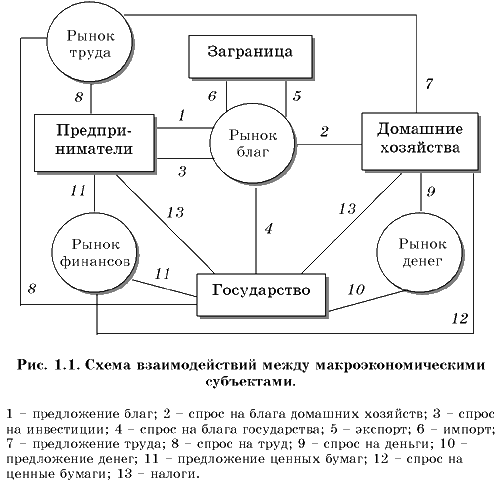 Рынок
труда
Заграница
8
6
5
7
Предпри-
ниматели
1
3
Рынок
благ
2
Домашние
хозяйства
11
13
13
9
4
Рынок
финансов
Рынок
денег
8
11
Государство
10
12
Рис. 1.1. Схема взаимодействий между макроэкономическими
субъектами.
1 – предложение благ; 2 – спрос на блага домашних хозяйств; 3 – спрос
на инвестиции; 4 – спрос на блага государства; 5 – экспорт; 6 – импорт;
7 – предложение труда; 8 – спрос на труд; 9 – спрос на деньги; 10 –
предложение денег; 11 – предложение ценных бумаг; 12 – спрос на
ценные бумаги; 13 – налоги.